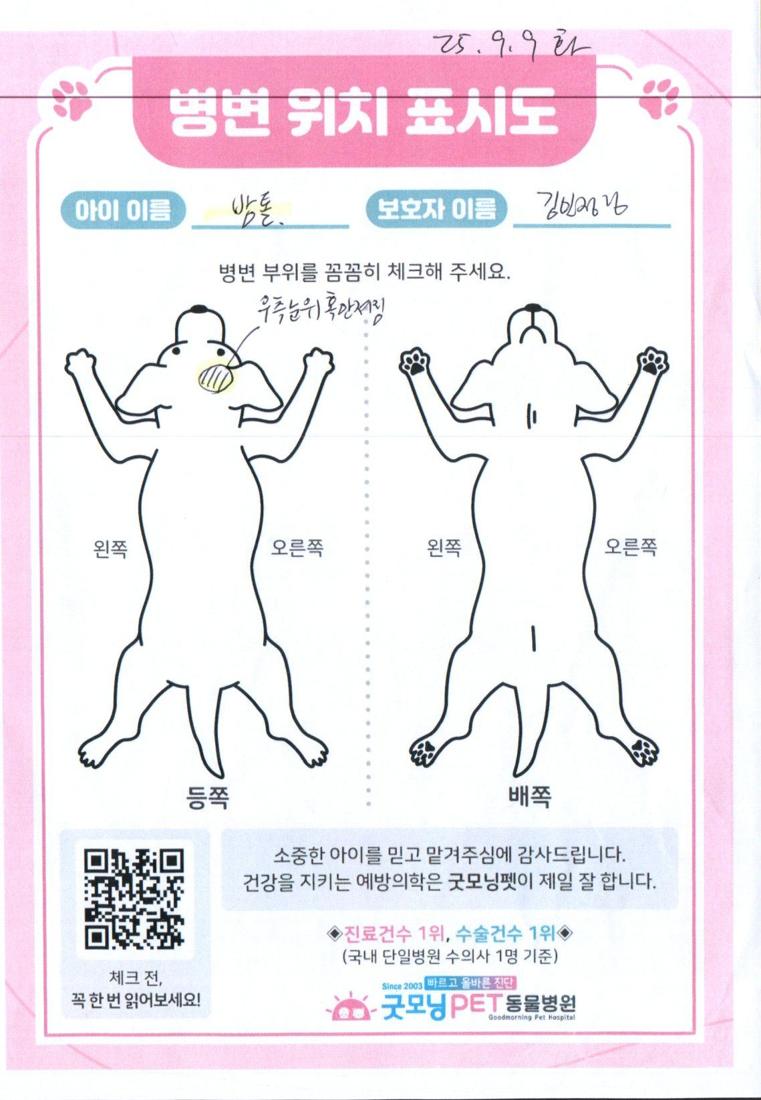 25. 9. 9 화
병변 위치 표시도
아이 이름 밤톨. 보호자 이름
병변 부위를 꼼꼼히 체크해 주세요.
우측눈위 혹만져짐
왼쪽 오른쪽 왼쪽 오른쪽
등쪽 배쪽
소중한 아이를 믿고 맡겨주심에 감사드립니다.
건강을 지키는 예방의학은 굿모닝펫이 제일 잘 합니다.
◈진료건수 1위, 수술건수 1위◈
(국내 단일병원 수의사 1명 기준)
체크 전,
꼭 한 번 읽어보세요!
Since 2003 빠르고 올바른 진단
굿모닝PET동물병원
Goodmorning Pet Hospital